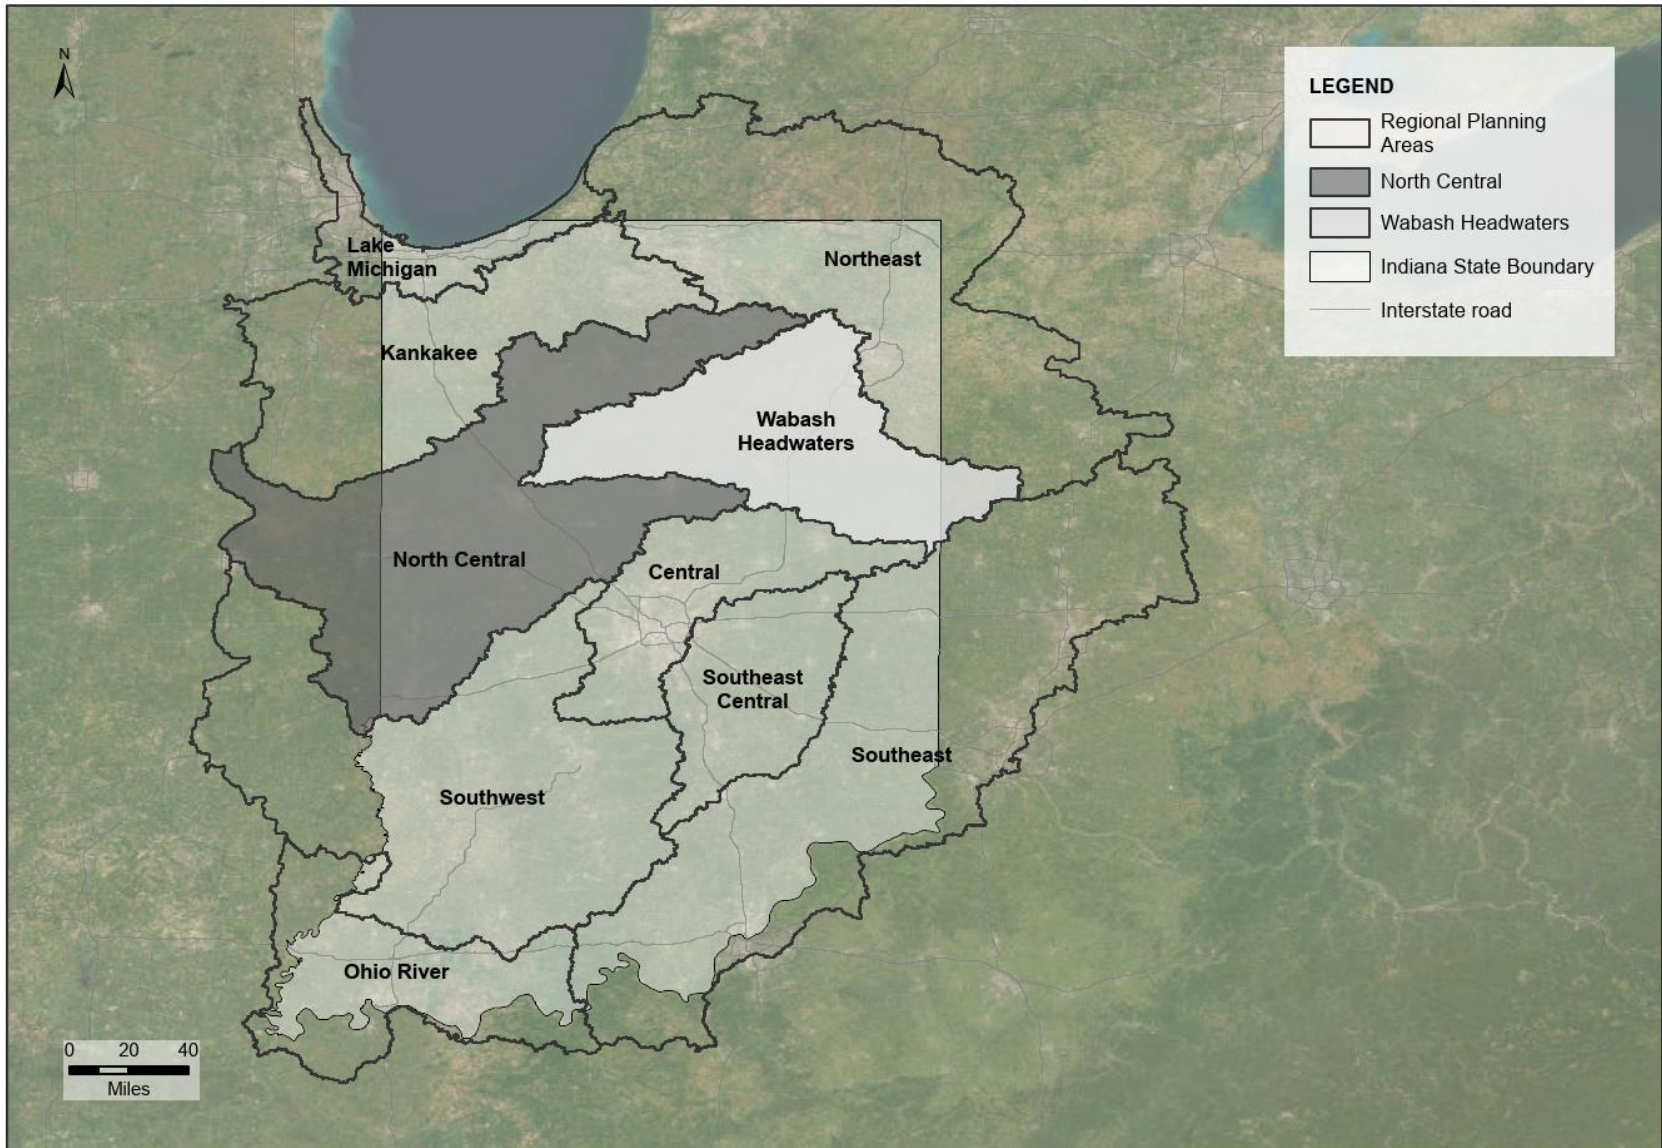 N
LEGEND
Regional Planning
Areas
North Central
Wabash Headwaters
Indiana State Boundary
Interstate road
Lake
Michigan
Northeast
Kankakee
Wabash
Headwaters
North Central
Central
Southeast
Central
Southeast
Southwest
Ohio River
0 20 40
Miles